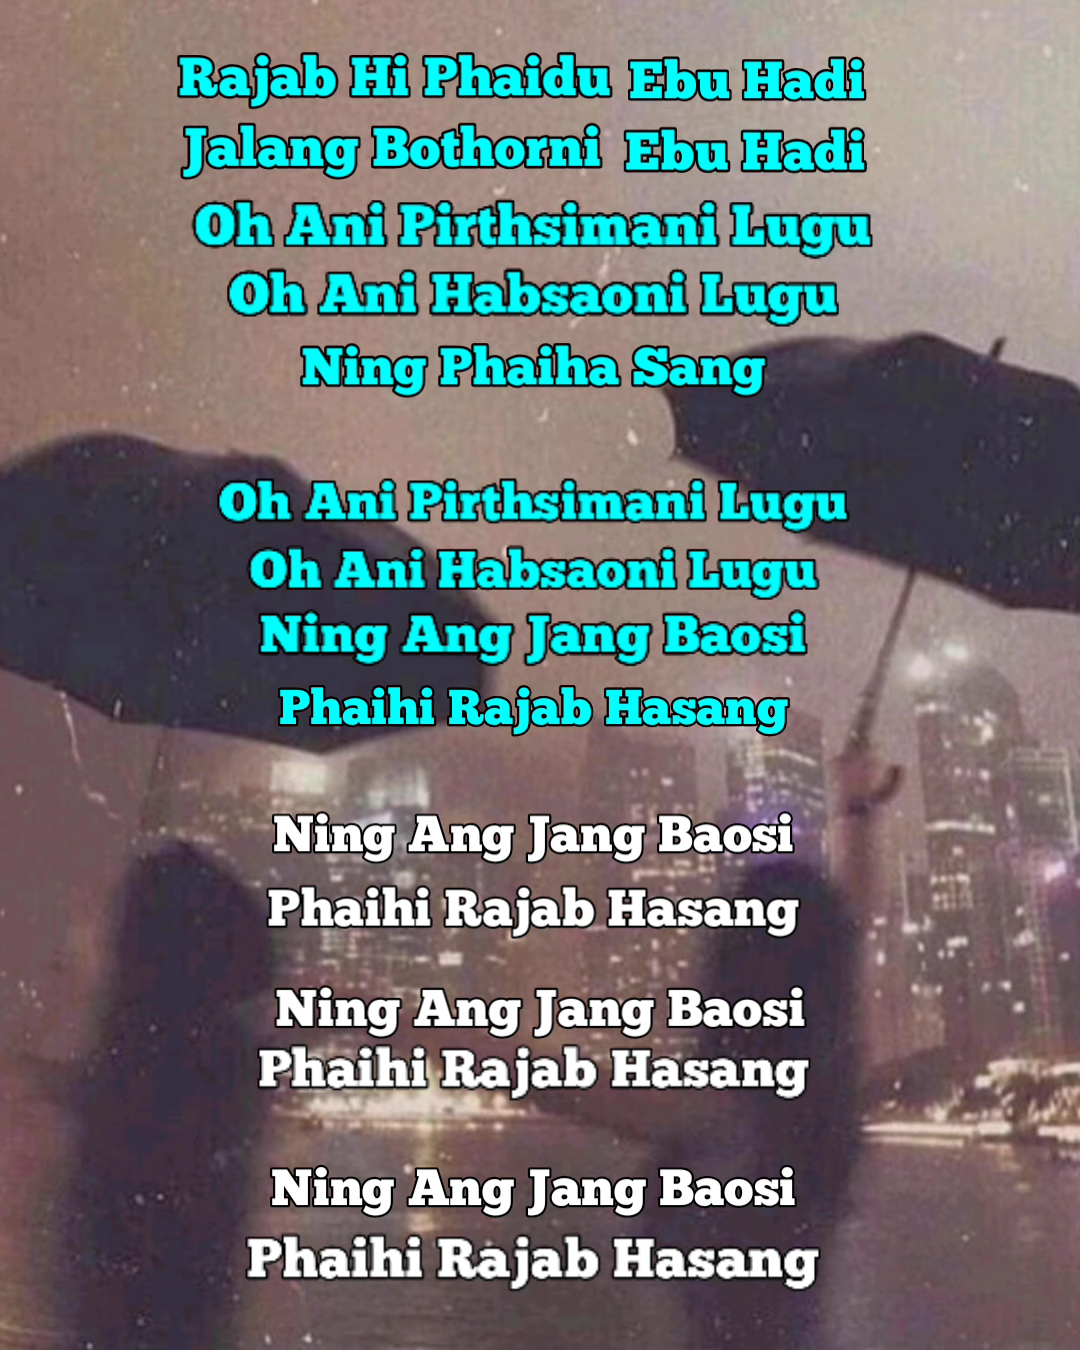 Rajab Hi Phaidu Ebu Hadi
Jalang Bothorni Ebu Hadi
Oh Ani Pirthsimani Lugu
Oh Ani Habsaoni Lugu
Ning Phaiha Sang
Oh Ani Pirthsimani Lugu
Oh Ani Habsaoni Lugu
Ning Ang Jang Baosi
Phaihi Rajab Hasang
Ning Ang Jang Baosi
Phaihi Rajab Hasang
Ning Ang Jang Baosi
Phaihi Rajab Hasang
Ning Ang Jang Baosi
Phaihi Rajab Hasang